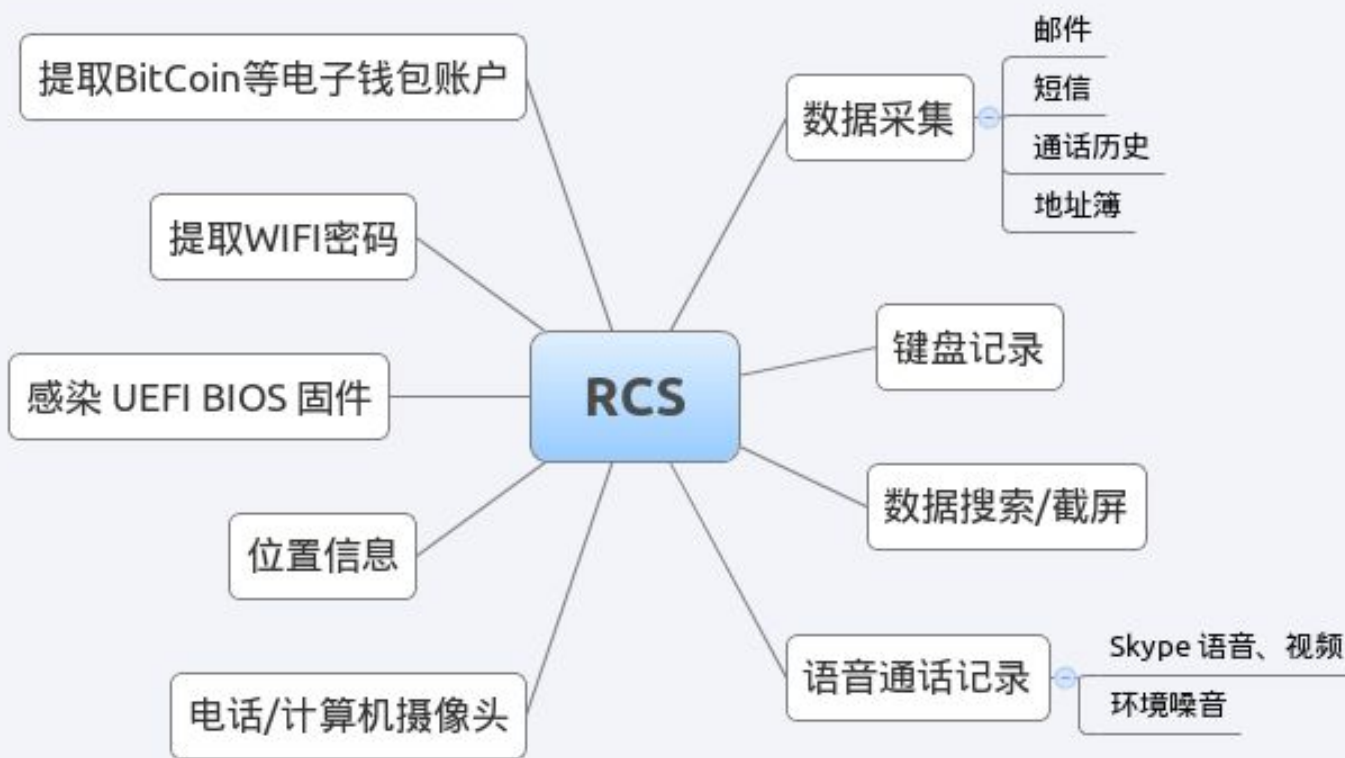 提取BitCoin等电子钱包账户
提取WIFI密码
感染 UEFI BIOS 固件
位置信息
电话/计算机摄像头
RCS
数据采集
邮件
短信
通话历史
地址簿
键盘记录
数据搜索/截屏
语音通话记录
Skype 语音、视频
环境噪音